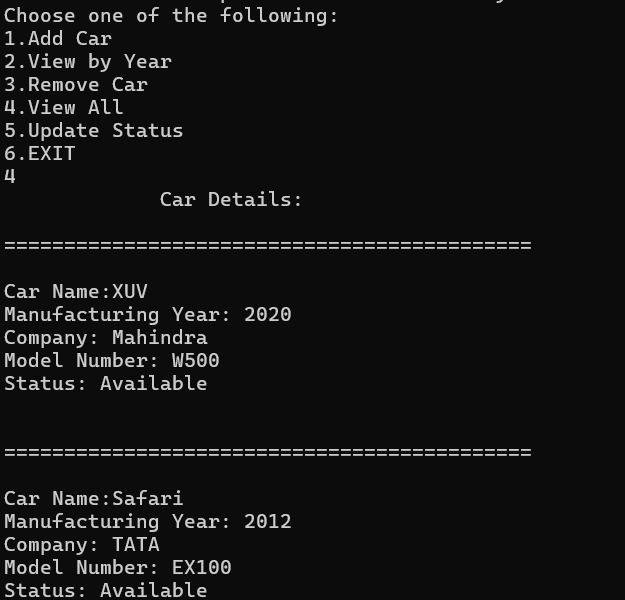 Choose one of the following:
1.Add Car
2.View by Year
3.Remove Car
4.View All
5.Update Status
6.EXIT
4
Car Details:
============================================
Car Name:XUV
Manufacturing Year: 2020
Company: Mahindra
Model Number: W500
Status: Available
============================================
Car Name:Safari
Manufacturing Year: 2012
Company: TATA
Model Number: EX100
Status: Available